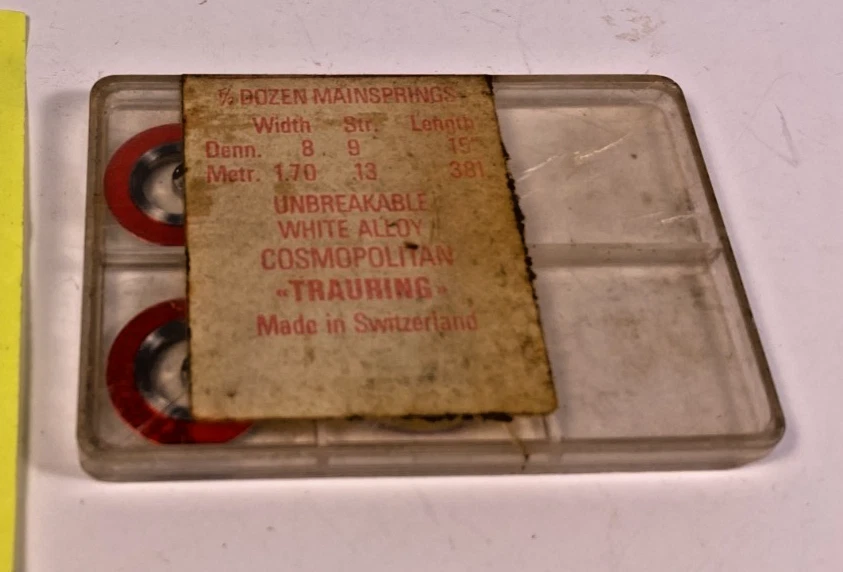 ½ DOZEN MAINSPRINGS
Width Str. Length
Denn. 8 9 15
Metr. 1.70 .13 381
UNBREAKABLE
WHITE ALLOY
COSMOPOLITAN
«TRAURING»
Made in Switzerland